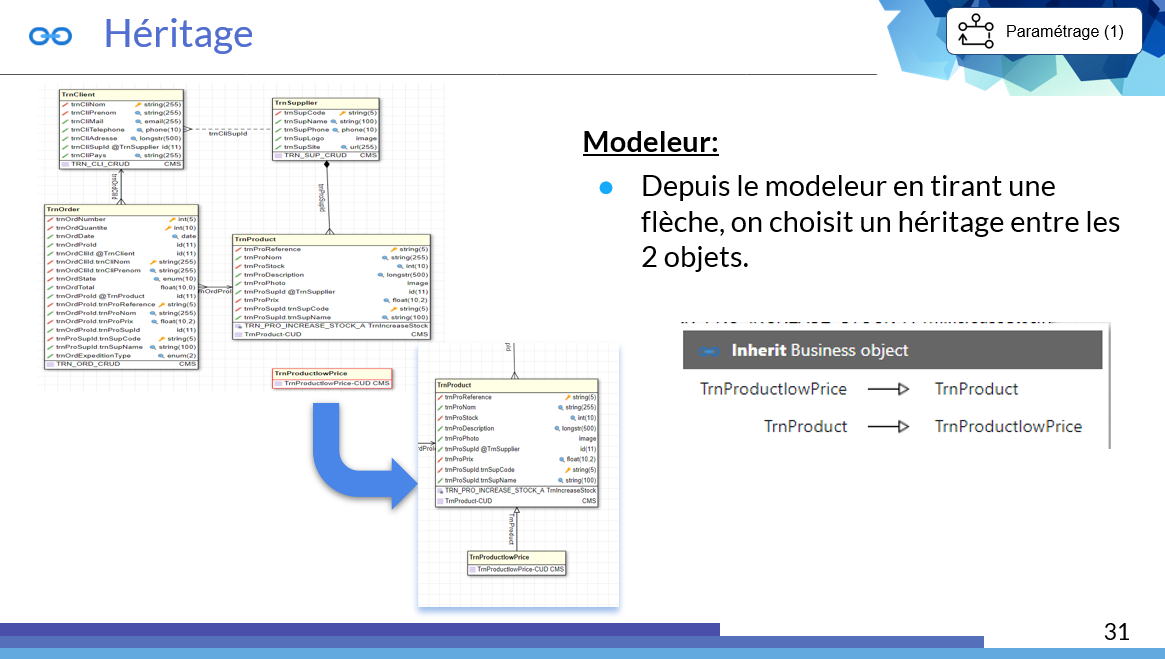 Héritage
Paramétrage (1)
TrnClient
trnCliNom string(255)
trnCliPrenom string(255)
trnCliMail email(255)
trnCliTelephone phone(10)
trnCliAdresse longstr(500)
trnCliSupId @TrnSupplier id(11)
trnCliPays string(255)
TRN_CLI_CRUD CMS
trnCliSupId
TrnSupplier
trnSupCode string(5)
trnSupName string(100)
trnSupPhone phone(10)
trnSupLogo image
trnSupSite url(255)
TRN_SUP_CRUD CMS
trnOrdCliId
trnProSupId
TrnOrder
trnOrdNumber int(5)
trnOrdQuantite int(10)
trnOrdDate date
trnOrdProId id(11)
trnOrdCliId @TrnClient id(11)
trnOrdCliId.trnCliNom string(255)
trnOrdCliId.trnCliPrenom string(255)
trnOrdState enum(10)
trnOrdTotal float(10,0)
trnOrdProId @TrnProduct id(11)
trnOrdProId.trnProReference string(5)
trnOrdProId.trnProNom string(255)
trnOrdProId.trnProPrix float(10,2)
trnOrdProId.trnProSupId id(11)
trnProSupId.trnSupCode string(5)
trnProSupId.trnSupName string(100)
trnOrdExpeditionType enum(2)
TRN_ORD_CRUD CMS
TrnProduct
trnProReference string(5)
trnProNom string(255)
trnProStock int(10)
trnProDescription longstr(500)
trnProPhoto image
trnProSupId @TrnSupplier id(11)
trnProPrix float(10,2)
trnProSupId.trnSupCode string(5)
trnProSupId.trnSupName string(100)
TRN_PRO_INCREASE_STOCK_A TrnIncreaseStock
TrnProduct-CUD CMS
TrnProductlowPrice
TrnProductlowPrice-CUD CMS
TrnProduct
trnProReference string(5)
trnProNom string(255)
trnProStock int(10)
trnProDescription longstr(500)
trnProPhoto image
trnProSupId @TrnSupplier id(11)
trnProPrix float(10,2)
trnProSupId.trnSupCode string(5)
trnProSupId.trnSupName string(100)
TRN_PRO_INCREASE_STOCK_A TrnIncreaseStock
TrnProduct-CUD CMS
TrnProduct
TrnProductlowPrice
TrnProductlowPrice-CUD CMS
Modeleur:
Depuis le modeleur en tirant une
flèche, on choisit un héritage entre les
2 objets.
Inherit Business object
TrnProductlowPrice TrnProduct
TrnProduct TrnProductlowPrice
31